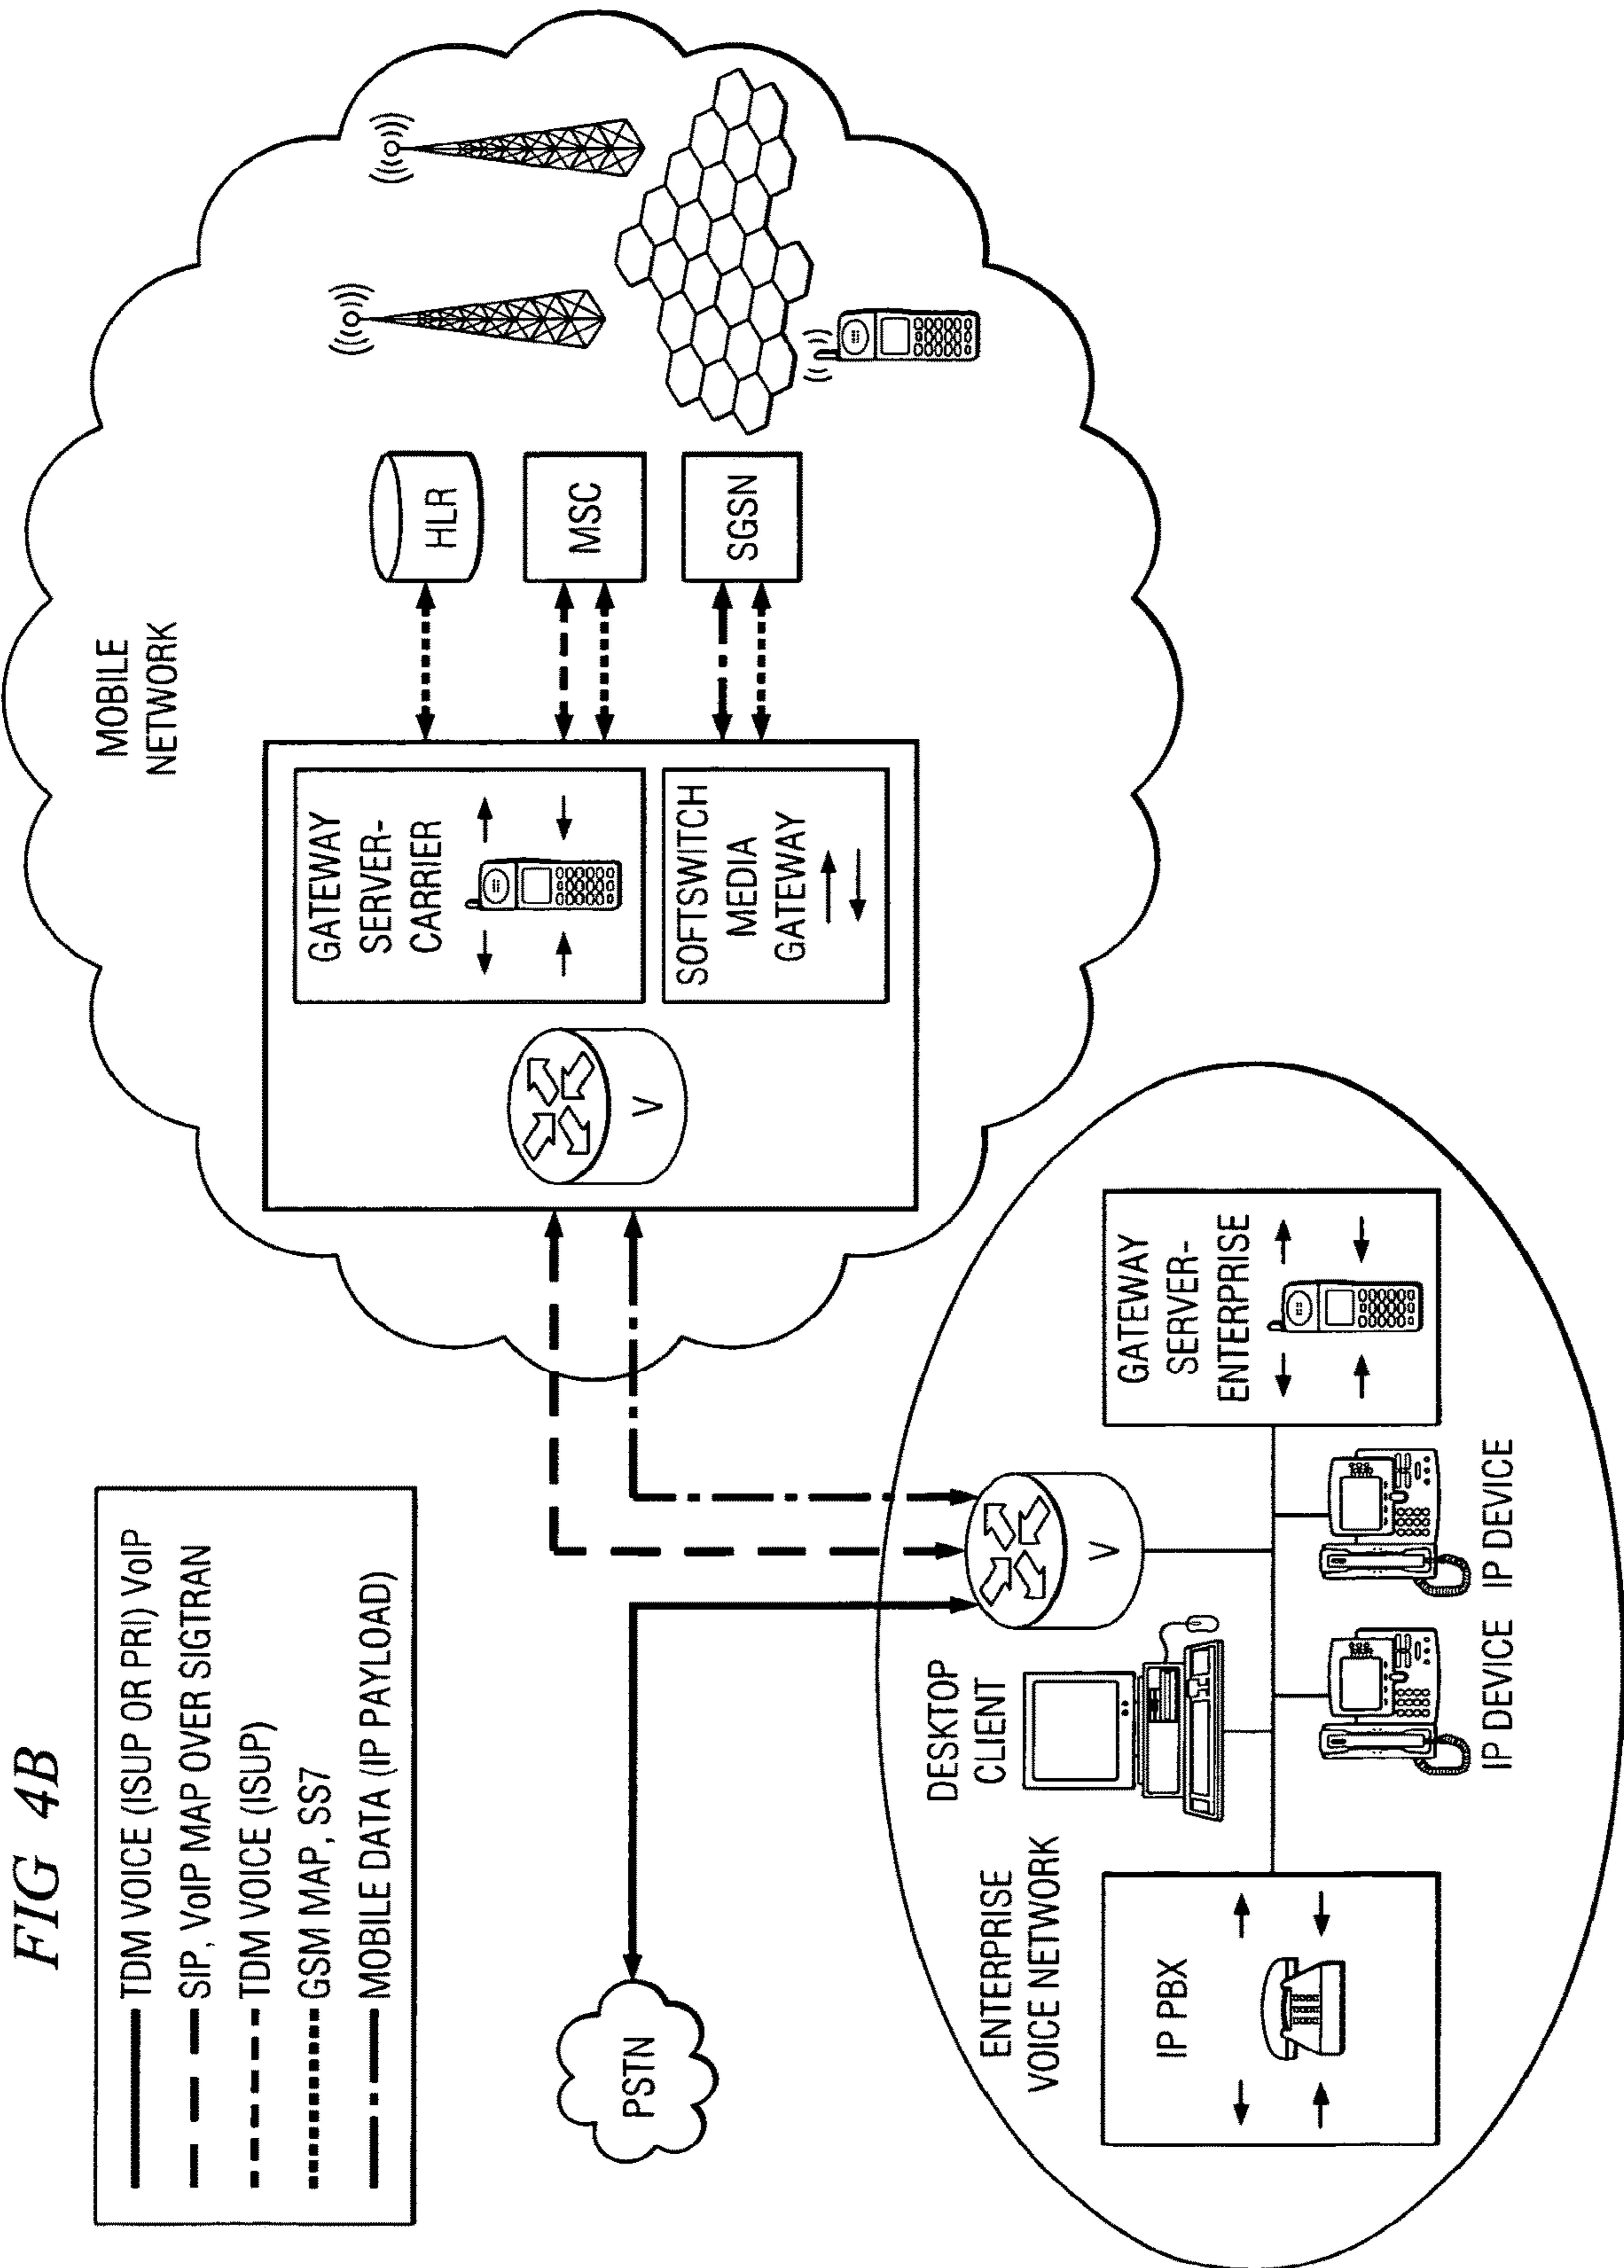 FIG 4B
TDM VOICE (ISUP OR PRI) VoIP
SIP, VoIP MAP OVER SIGTRAN
TDM VOICE (ISUP)
GSM MAP, SS7
MOBILE DATA (IP PAYLOAD)
MOBILE
NETWORK
GATEWAY
SERVER-
CARRIER
SOFTSWITCH
MEDIA
GATEWAY
V
HLR
MSC
SGSN
PSTN
ENTERPRISE
VOICE NETWORK
DESKTOP
CLIENT
V
IP PBX
GATEWAY
SERVER-
ENTERPRISE
IP DEVICE
IP DEVICE